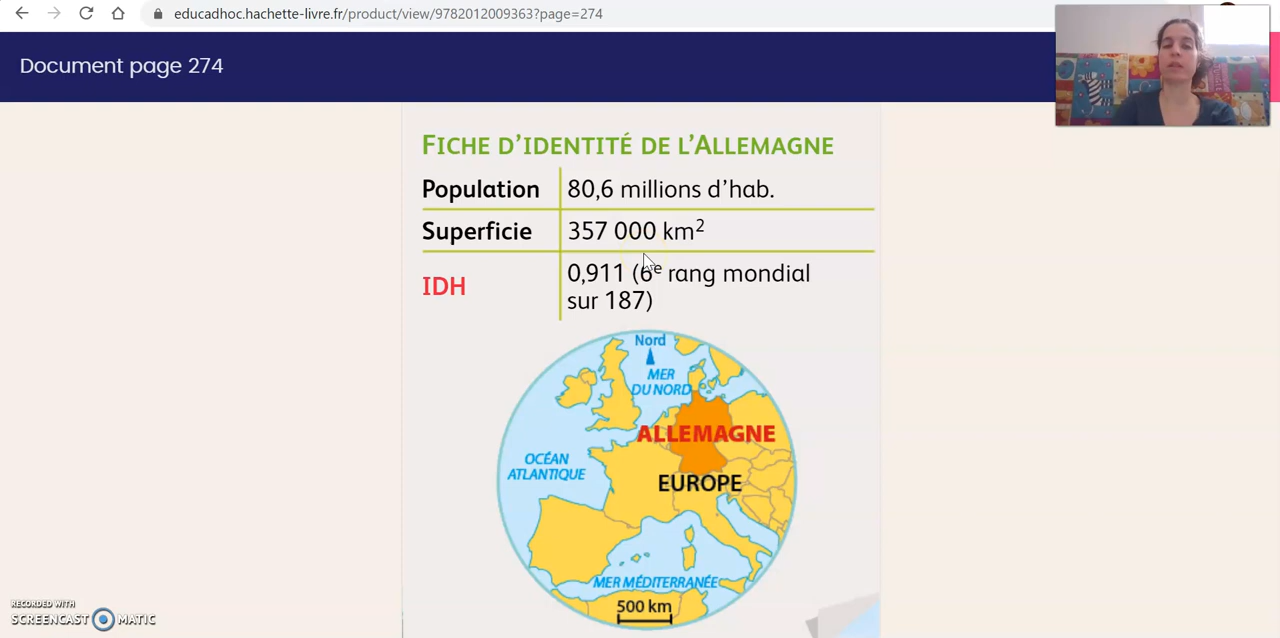 educadhoc.hachette-livre.fr/product/view/9782012009363?page=274
Document page 274
FICHE D'IDENTITÉ DE L'ALLEMAGNE
Population 80,6 millions d'hab.
Superficie 357 000 km²
IDH 0,911 (6e rang mondial
sur 187)
Nord
MER
DU NORD
ALLEMAGNE
OCÉAN
ATLANTIQUE
EUROPE
MER MÉDITERRANÉE
500 km
RECORDED WITH
SCREENCAST MATIC